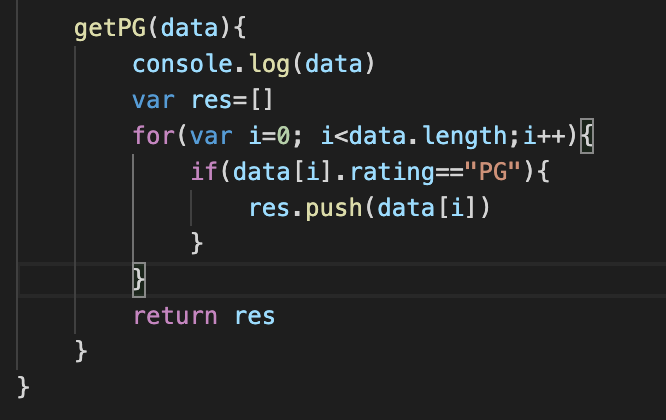 getPG(data){
console.log(data)
var res=[]
for(var i=0; i<data.length;i++){
if(data[i].rating=="PG"){
res.push(data[i])
}
}
return res
}
}